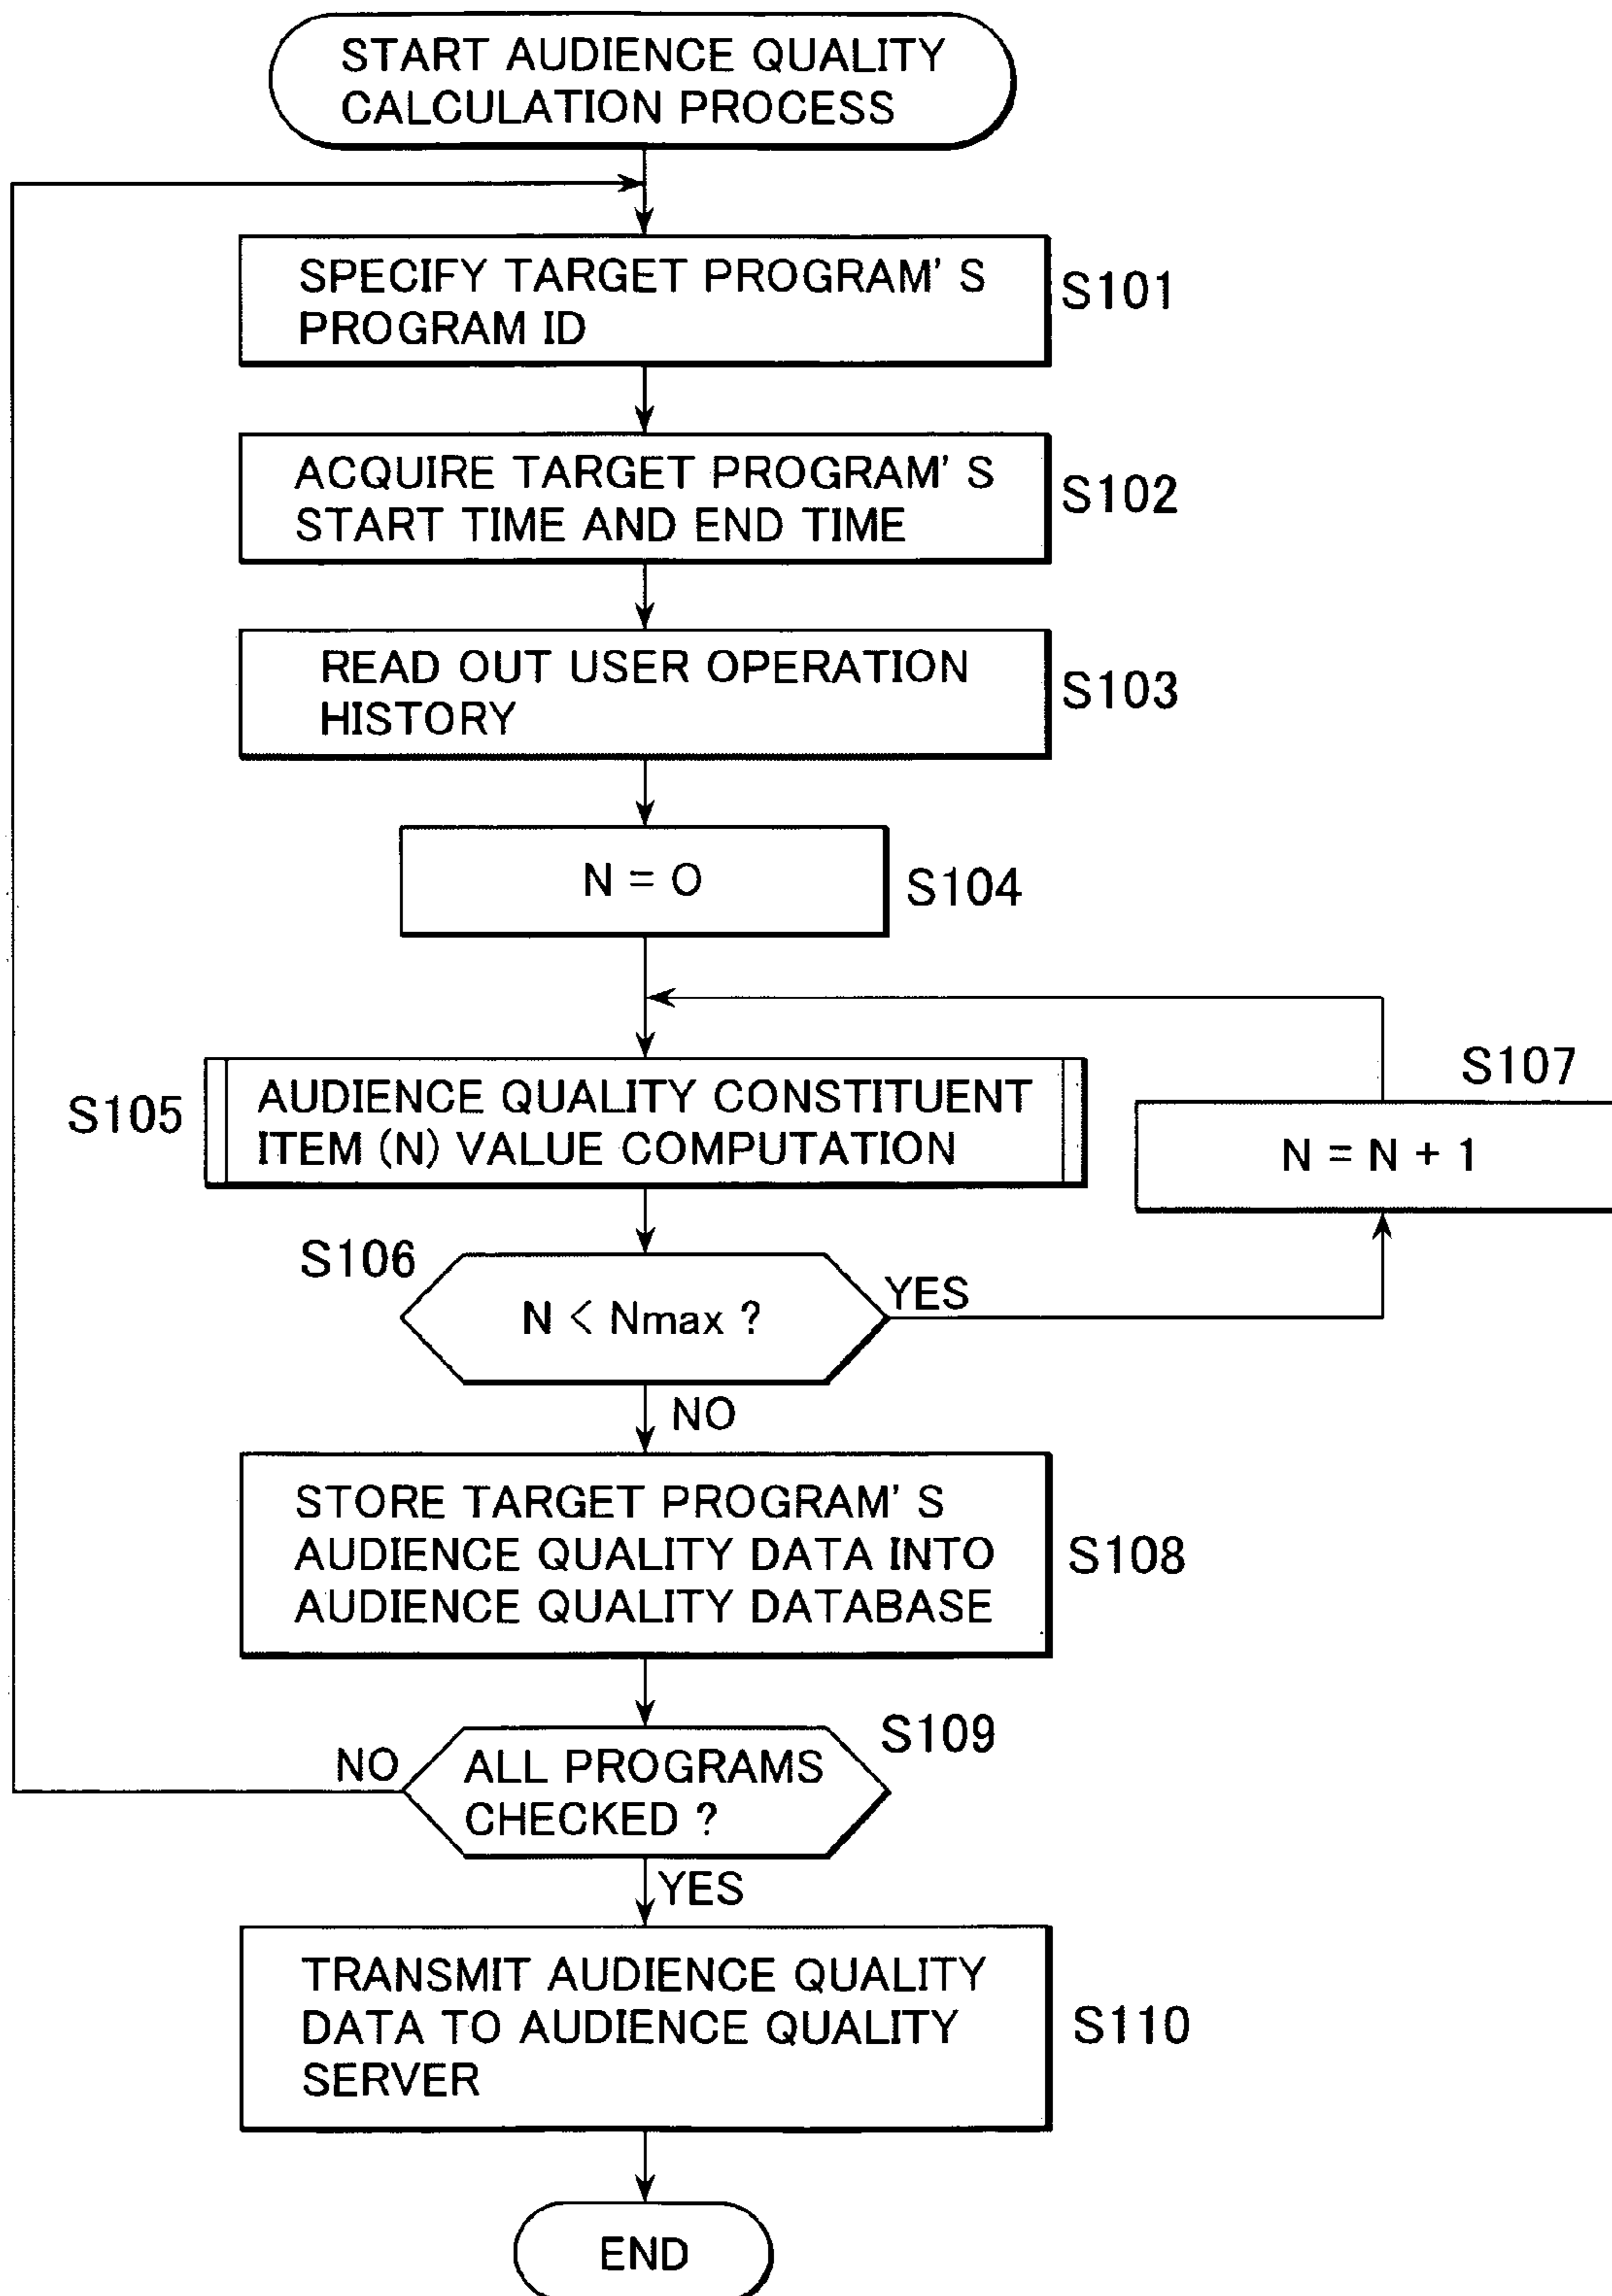 START AUDIENCE QUALITY
CALCULATION PROCESS
SPECIFY TARGET PROGRAM'S
PROGRAM ID
S101
ACQUIRE TARGET PROGRAM'S
START TIME AND END TIME
S102
READ OUT USER OPERATION
HISTORY
S103
N = O
S104
S105
AUDIENCE QUALITY CONSTITUENT
ITEM (N) VALUE COMPUTATION
S107
N = N + 1
S106
N < Nmax ?
YES
NO
STORE TARGET PROGRAM'S
AUDIENCE QUALITY DATA INTO
AUDIENCE QUALITY DATABASE
S108
S109
NO
ALL PROGRAMS
CHECKED ?
YES
TRANSMIT AUDIENCE QUALITY
DATA TO AUDIENCE QUALITY
SERVER
S110
END